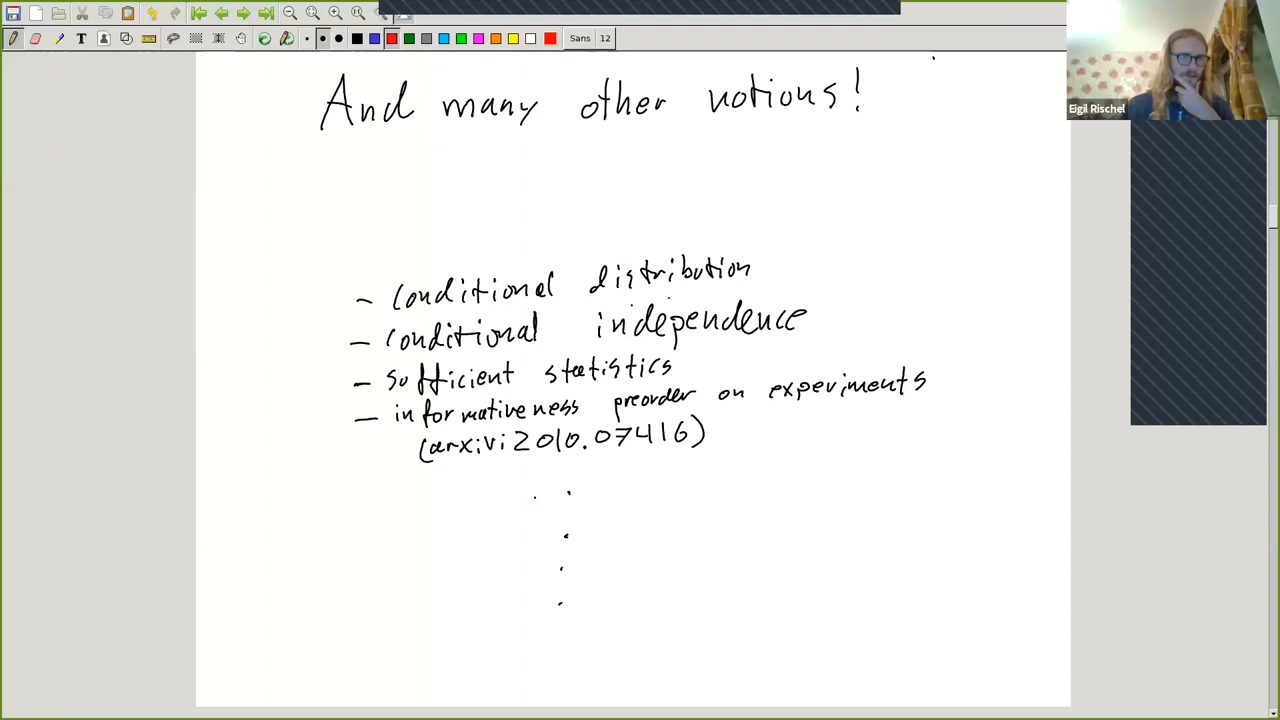 T
Sans 12
Eigil Rischel
And many other notions!
- conditional distribution
- conditional independence
- sufficient statistics
- informativeness preorder on experiments
(arxiv:2010.07416)